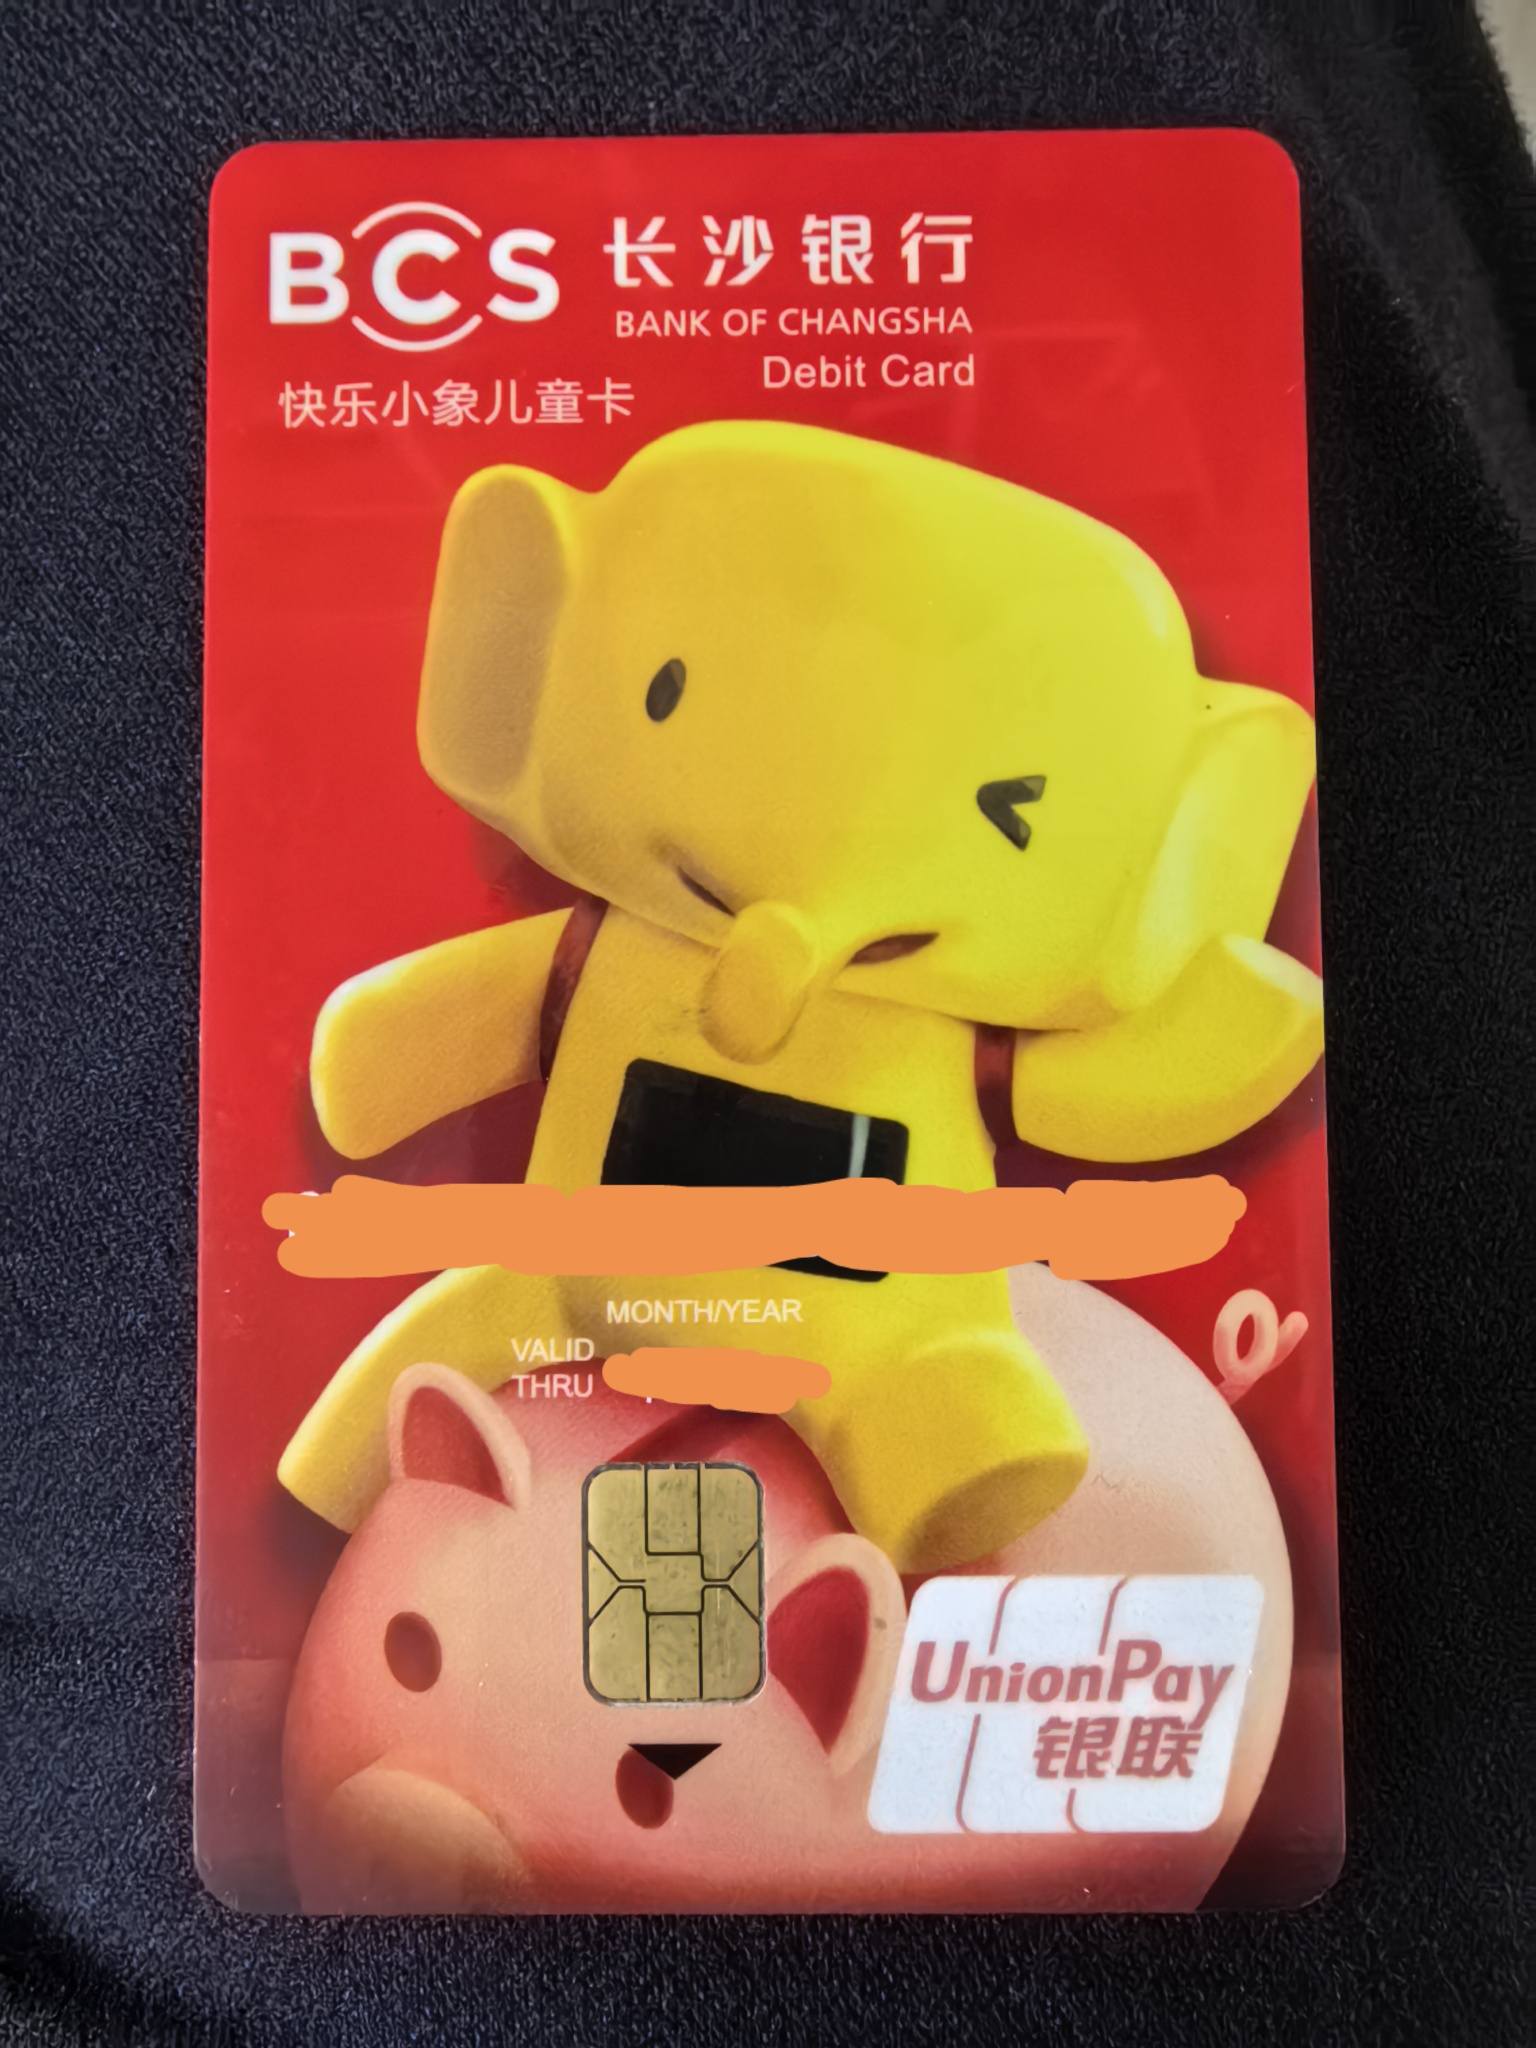 BCS 长沙银行
BANK OF CHANGSHA
Debit Card
快乐小象儿童卡
MONTH/YEAR
VALID
THRU
UnionPay
银联